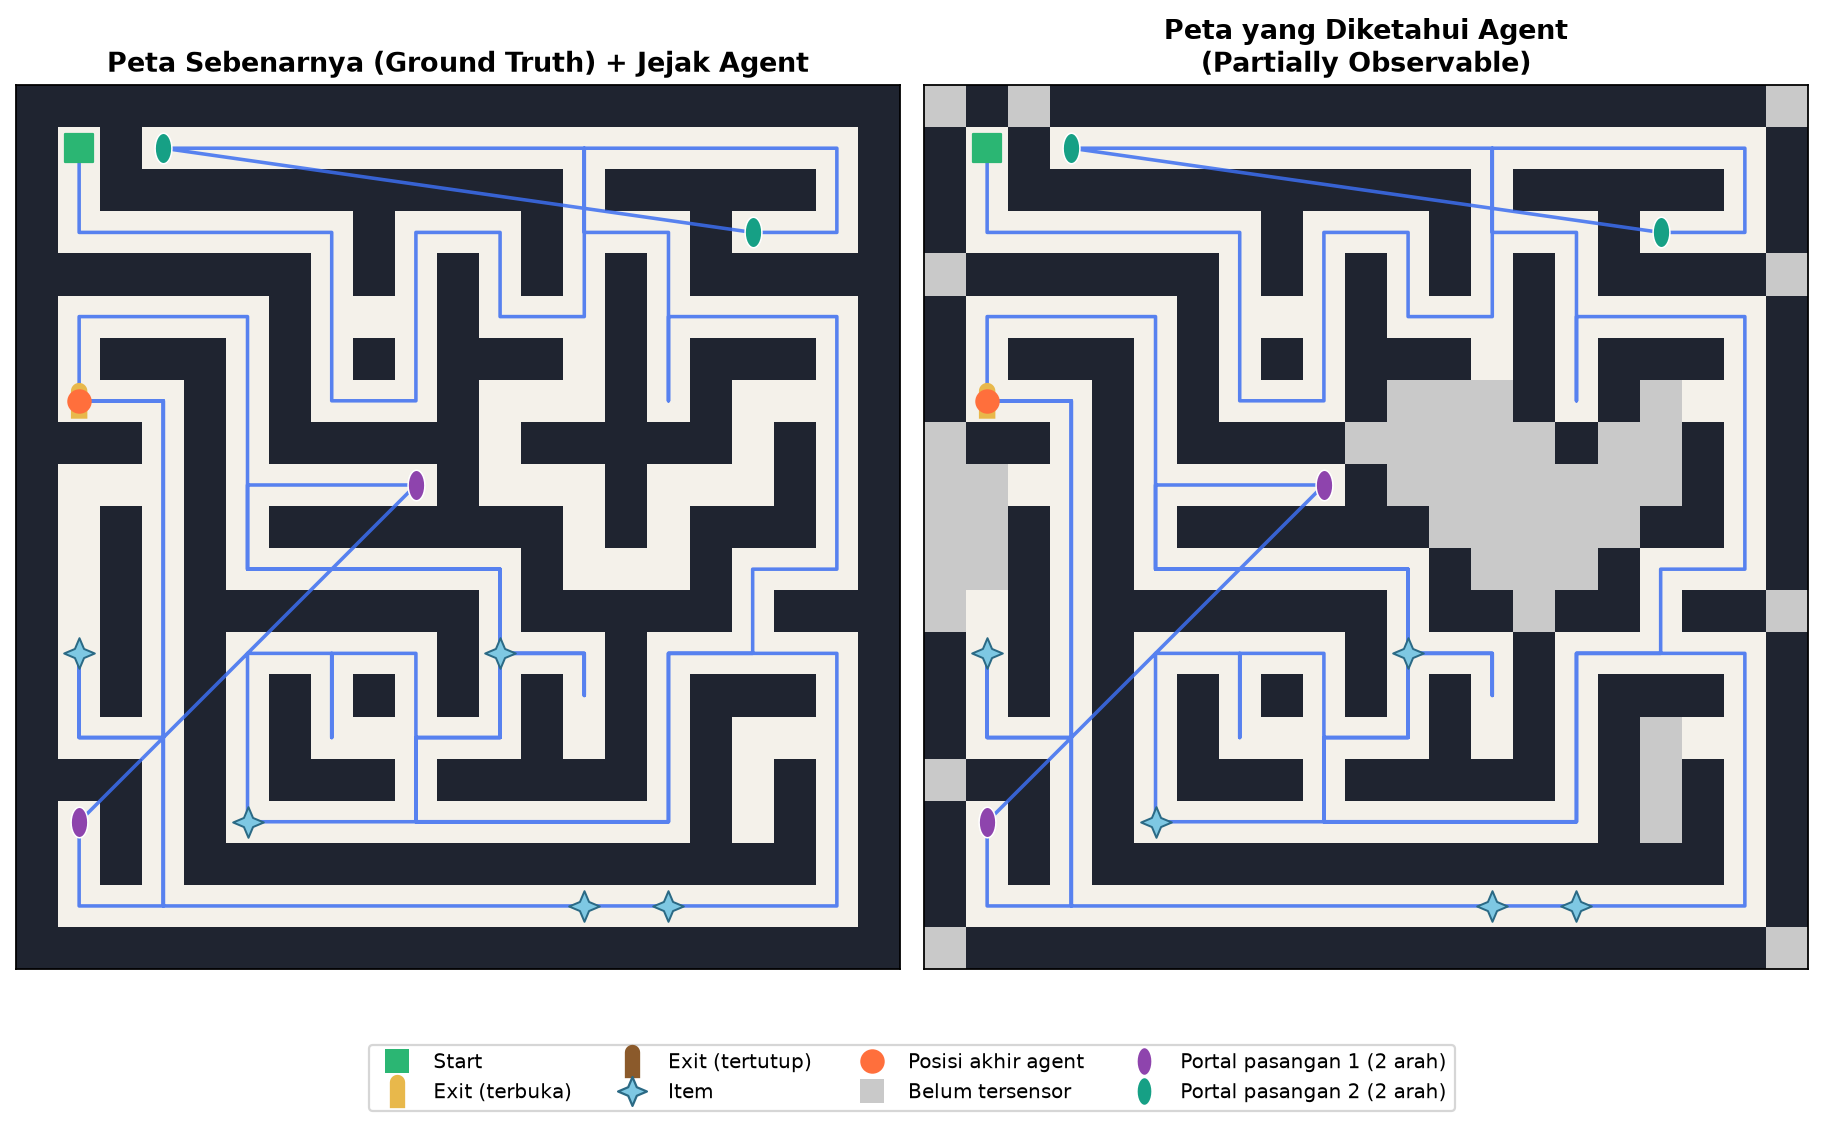 Peta Sebenarnya (Ground Truth) + Jejak Agent
Peta yang Diketahui Agent
(Partially Observable)
Start
Exit (terbuka)
Exit (tertutup)
Item
Posisi akhir agent
Belum tersensor
Portal pasangan 1 (2 arah)
Portal pasangan 2 (2 arah)